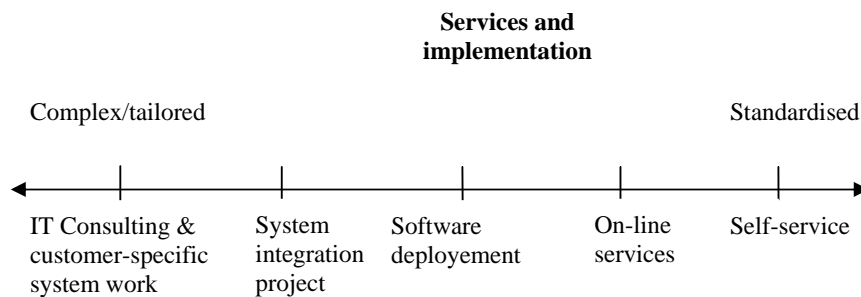 Services and
implementation
Complex/tailored
Standardised
IT Consulting &
customer-specific
system work
System
integration
project
Software
deployement
On-line
services
Self-service